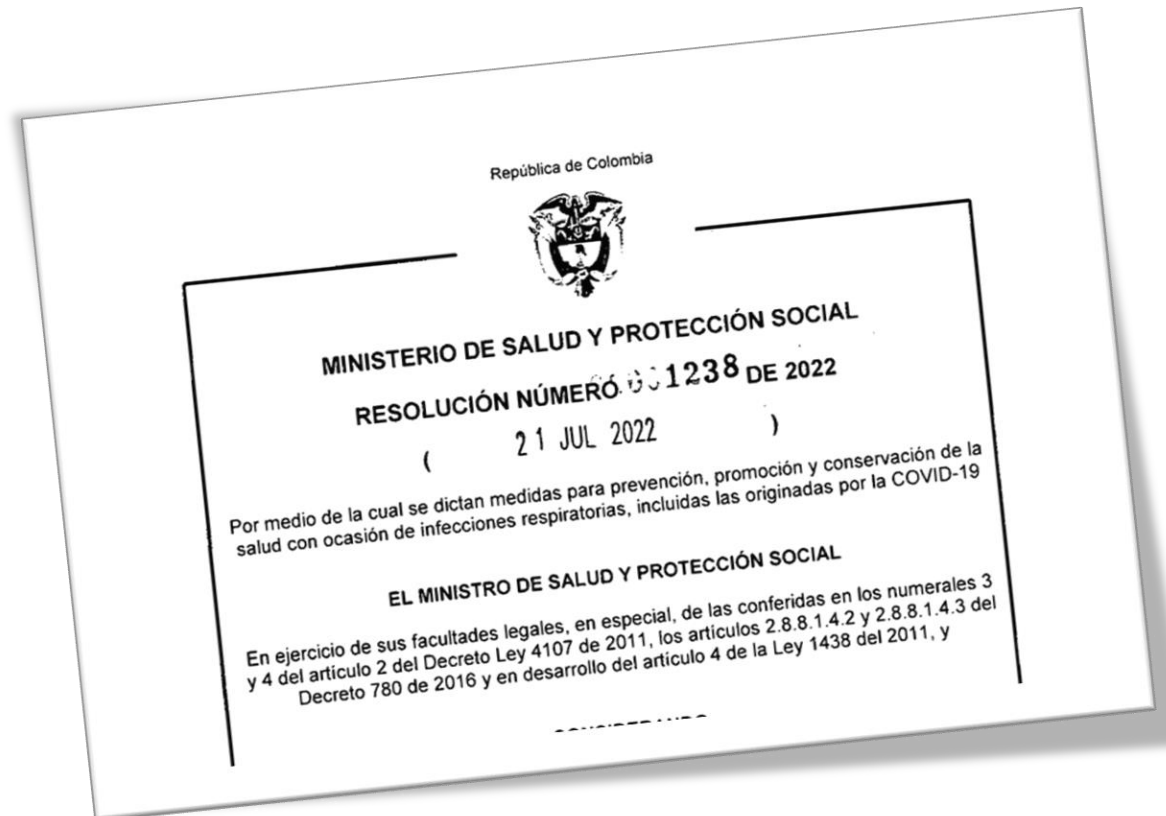 República de Colombia
MINISTERIO DE SALUD Y PROTECCIÓN SOCIAL
RESOLUCIÓN NÚMERO 1238 DE 2022
( 21 JUL 2022 )
Por medio de la cual se dictan medidas para prevención, promoción y conservación de la
salud con ocasión de infecciones respiratorias, incluidas las originadas por la COVID-19
EL MINISTRO DE SALUD Y PROTECCIÓN SOCIAL
En ejercicio de sus facultades legales, en especial, de las conferidas en los numerales 3
y 4 del artículo 2 del Decreto Ley 4107 de 2011, los artículos 2.8.8.1.4.2 y 2.8.8.1.4.3 del
Decreto 780 de 2016 y en desarrollo del artículo 4 de la Ley 1438 del 2011, y